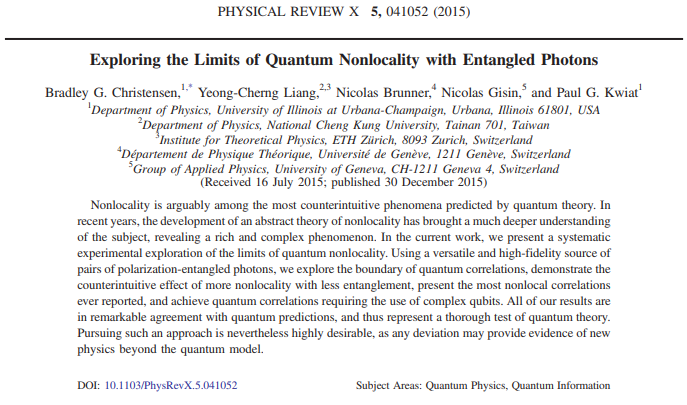 PHYSICAL REVIEW X 5, 041052 (2015)
Exploring the Limits of Quantum Nonlocality with Entangled Photons
Bradley G. Christensen,1,* Yeong-Cherng Liang,2,3 Nicolas Brunner,4 Nicolas Gisin,5 and Paul G. Kwiat1
1Department of Physics, University of Illinois at Urbana-Champaign, Urbana, Illinois 61801, USA
2Department of Physics, National Cheng Kung University, Tainan 701, Taiwan
3Institute for Theoretical Physics, ETH Zürich, 8093 Zurich, Switzerland
4Département de Physique Théorique, Université de Genève, 1211 Genève, Switzerland
5Group of Applied Physics, University of Geneva, CH-1211 Geneva 4, Switzerland
(Received 16 July 2015; published 30 December 2015)
Nonlocality is arguably among the most counterintuitive phenomena predicted by quantum theory. In
recent years, the development of an abstract theory of nonlocality has brought a much deeper understanding
of the subject, revealing a rich and complex phenomenon. In the current work, we present a systematic
experimental exploration of the limits of quantum nonlocality. Using a versatile and high-fidelity source of
pairs of polarization-entangled photons, we explore the boundary of quantum correlations, demonstrate the
counterintuitive effect of more nonlocality with less entanglement, present the most nonlocal correlations
ever reported, and achieve quantum correlations requiring the use of complex qubits. All of our results are
in remarkable agreement with quantum predictions, and thus represent a thorough test of quantum theory.
Pursuing such an approach is nevertheless highly desirable, as any deviation may provide evidence of new
physics beyond the quantum model.
DOI: 10.1103/PhysRevX.5.041052 Subject Areas: Quantum Physics, Quantum Information